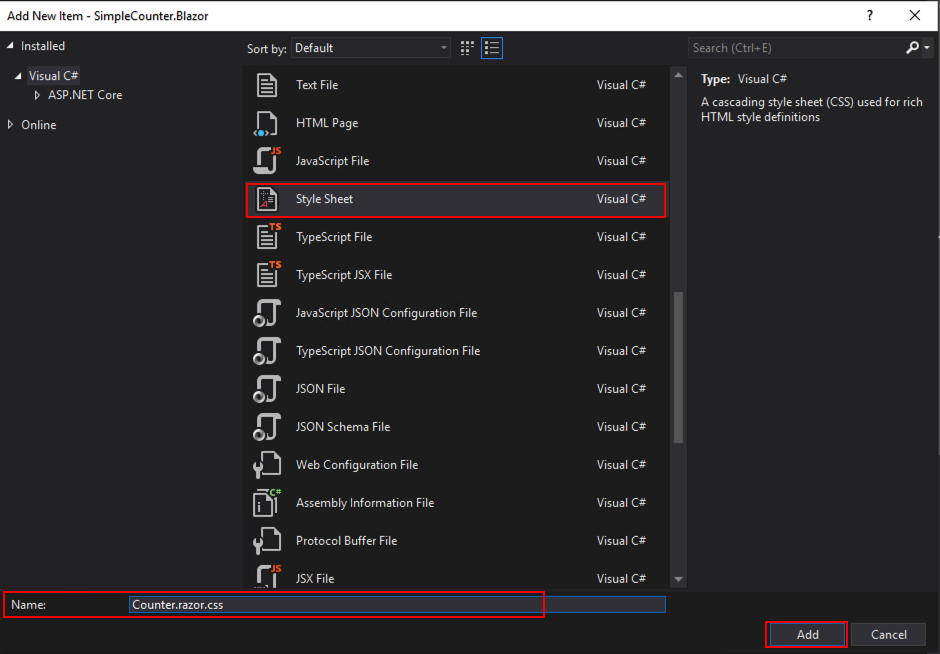 Add New Item - SimpleCounter.Blazor
?
Installed
Sort by: Default
Search (Ctrl+E)
Visual C#
ASP.NET Core
Online
Text File Visual C#
HTML Page Visual C#
JS
JavaScript File Visual C#
Style Sheet Visual C#
TS
TypeScript File Visual C#
TS
TypeScript JSX File Visual C#
JavaScript JSON Configuration File Visual C#
TypeScript JSON Configuration File Visual C#
JSON File Visual C#
JSON Schema File Visual C#
Web Configuration File Visual C#
C#
Assembly Information File Visual C#
Protocol Buffer File Visual C#
JS
JSX File Visual C#
Type: Visual C#
A cascading style sheet (CSS) used for rich
HTML style definitions
Name: Counter.razor.css
Add Cancel